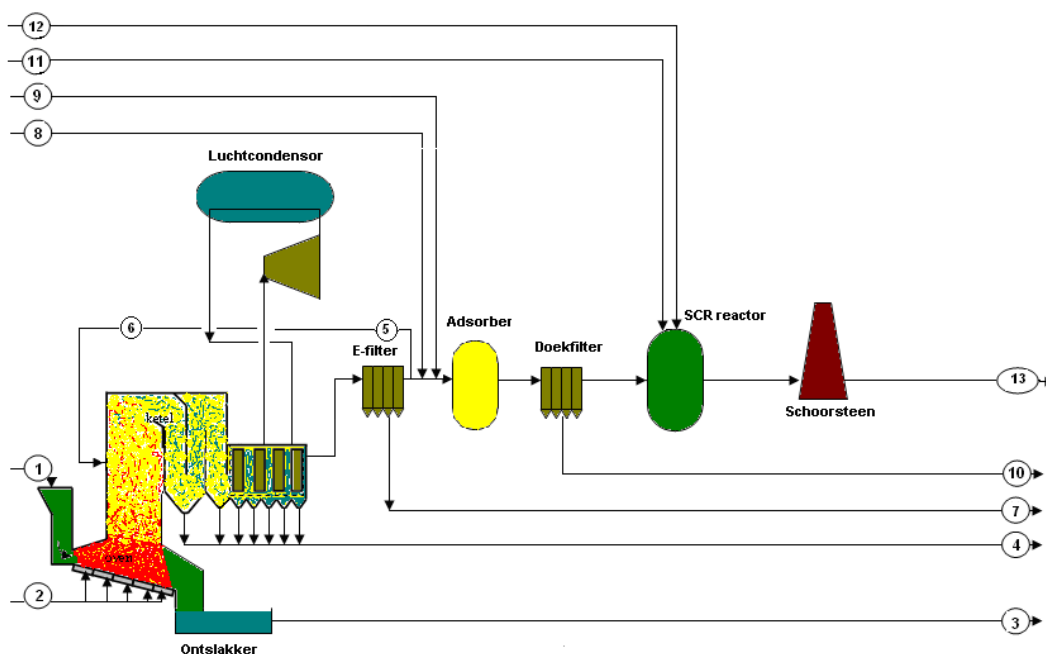 12
11
9
8
Luchtcondensor
6
5
Adsorber
SCR reactor
E-filter
Doekfilter
13
Schoorsteen
ketel
1
10
7
4
oven
2
3
Ontslakker